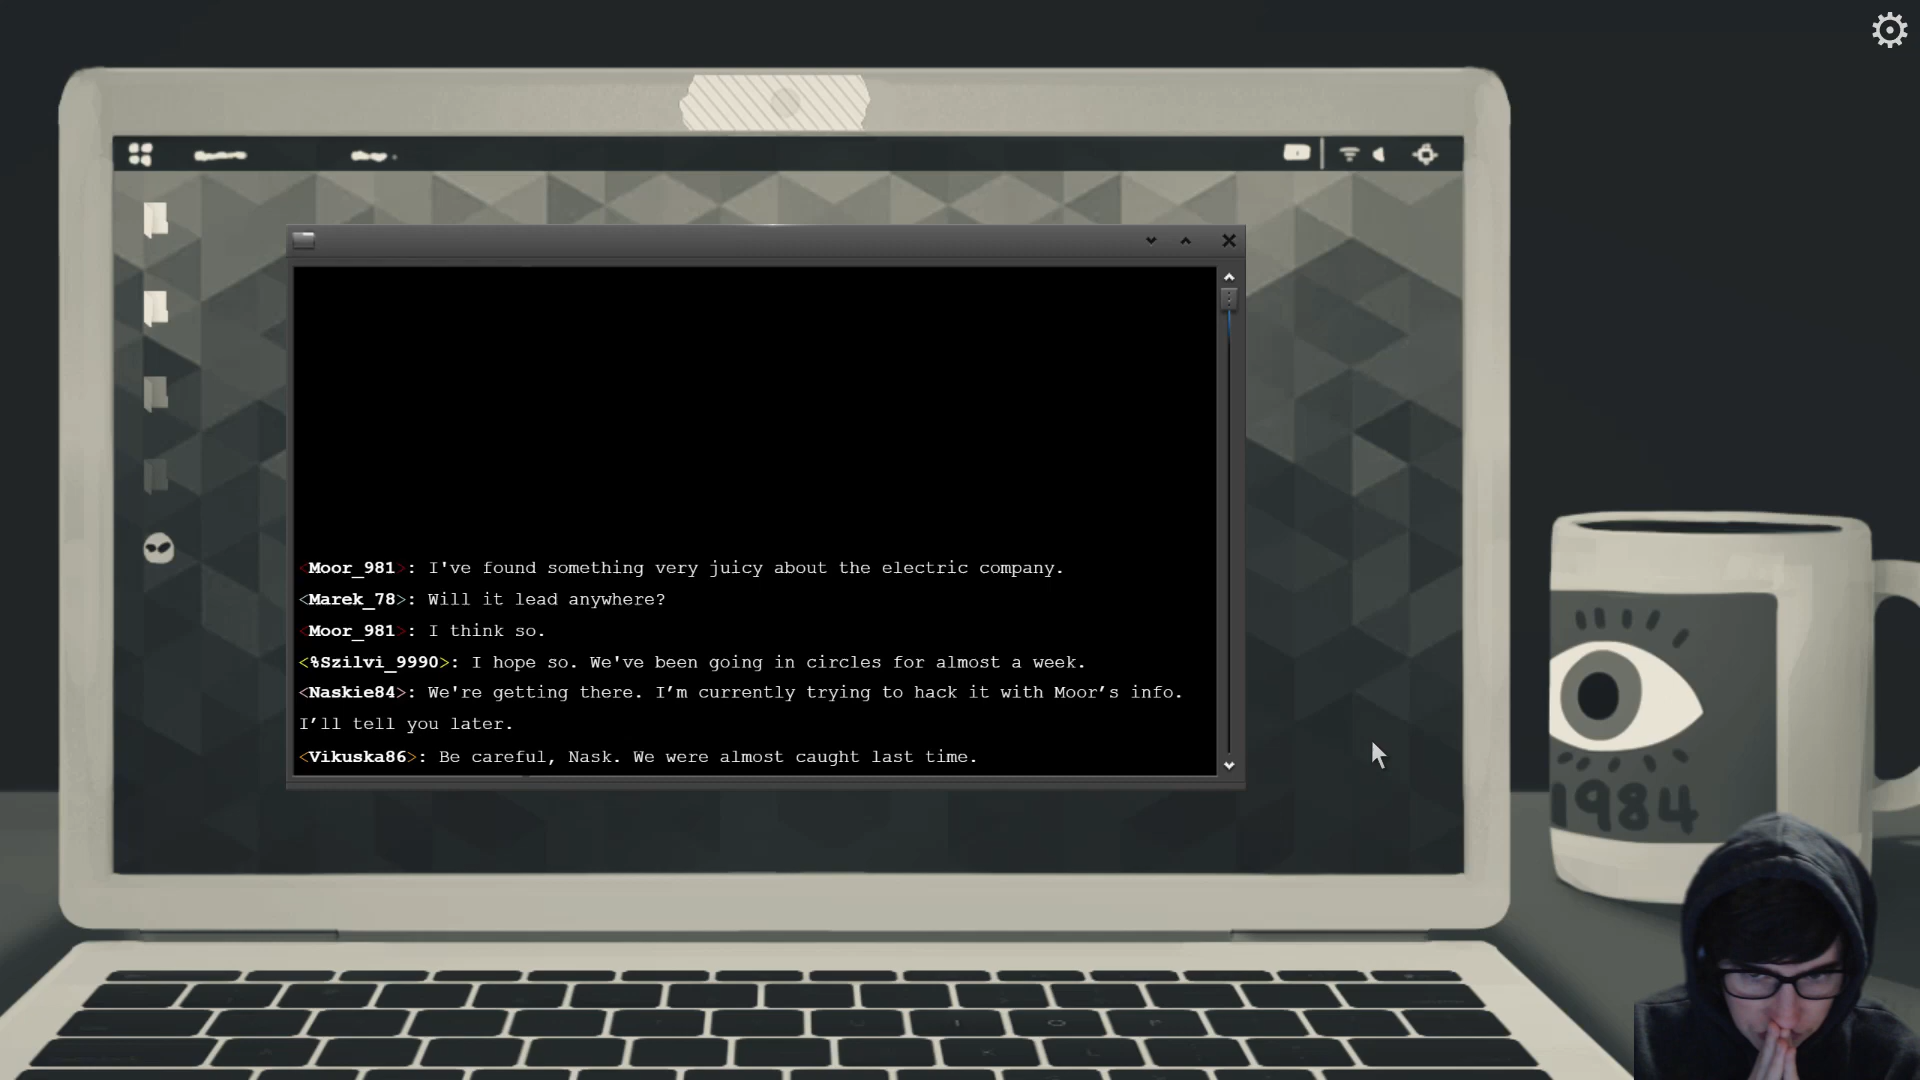 <Moor_981>: I've found something very juicy about the electric company.
<Marek_78>: Will it lead anywhere?
<Moor_981>: I think so.
<%Szilvi_9990>: I hope so. We've been going in circles for almost a week.
<Naskie84>: We're getting there. I’m currently trying to hack it with Moor’s info.
I’ll tell you later.
<Vikuska86>: Be careful, Nask. We were almost caught last time.
1984